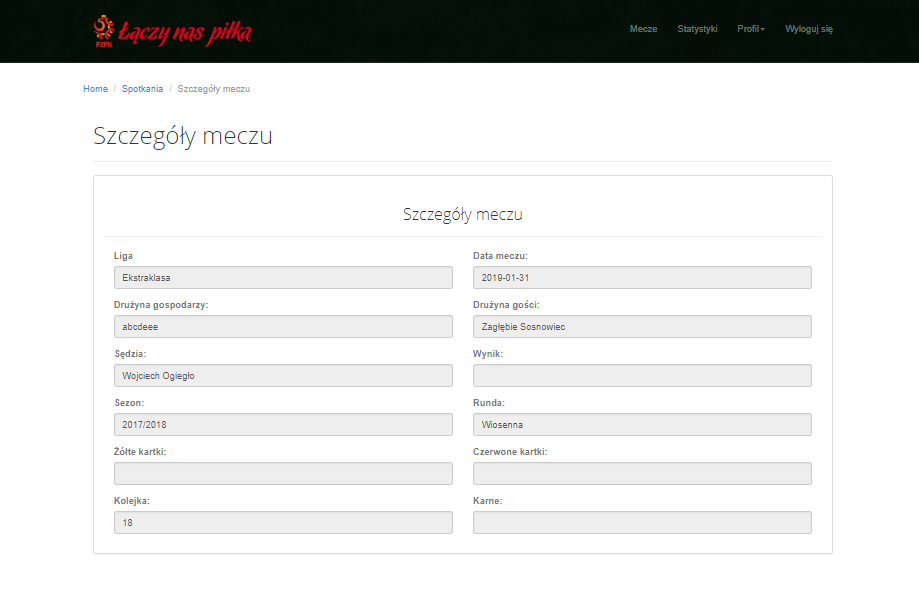 PZPN Łączy nas piłka
Mecze Statystyki Profil Wyloguj się
Home / Spotkania / Szczegóły meczu
Szczegóły meczu
Szczegóły meczu
Liga Data meczu:
Ekstraklasa 2019-01-31
Drużyna gospodarzy: Drużyna gości:
abcdeee Zagłębie Sosnowiec
Sędzia: Wynik:
Wojciech Ogiegło
Sezon: Runda:
2017/2018 Wiosenna
Żółte kartki: Czerwone kartki:
Kolejka: Karne:
18